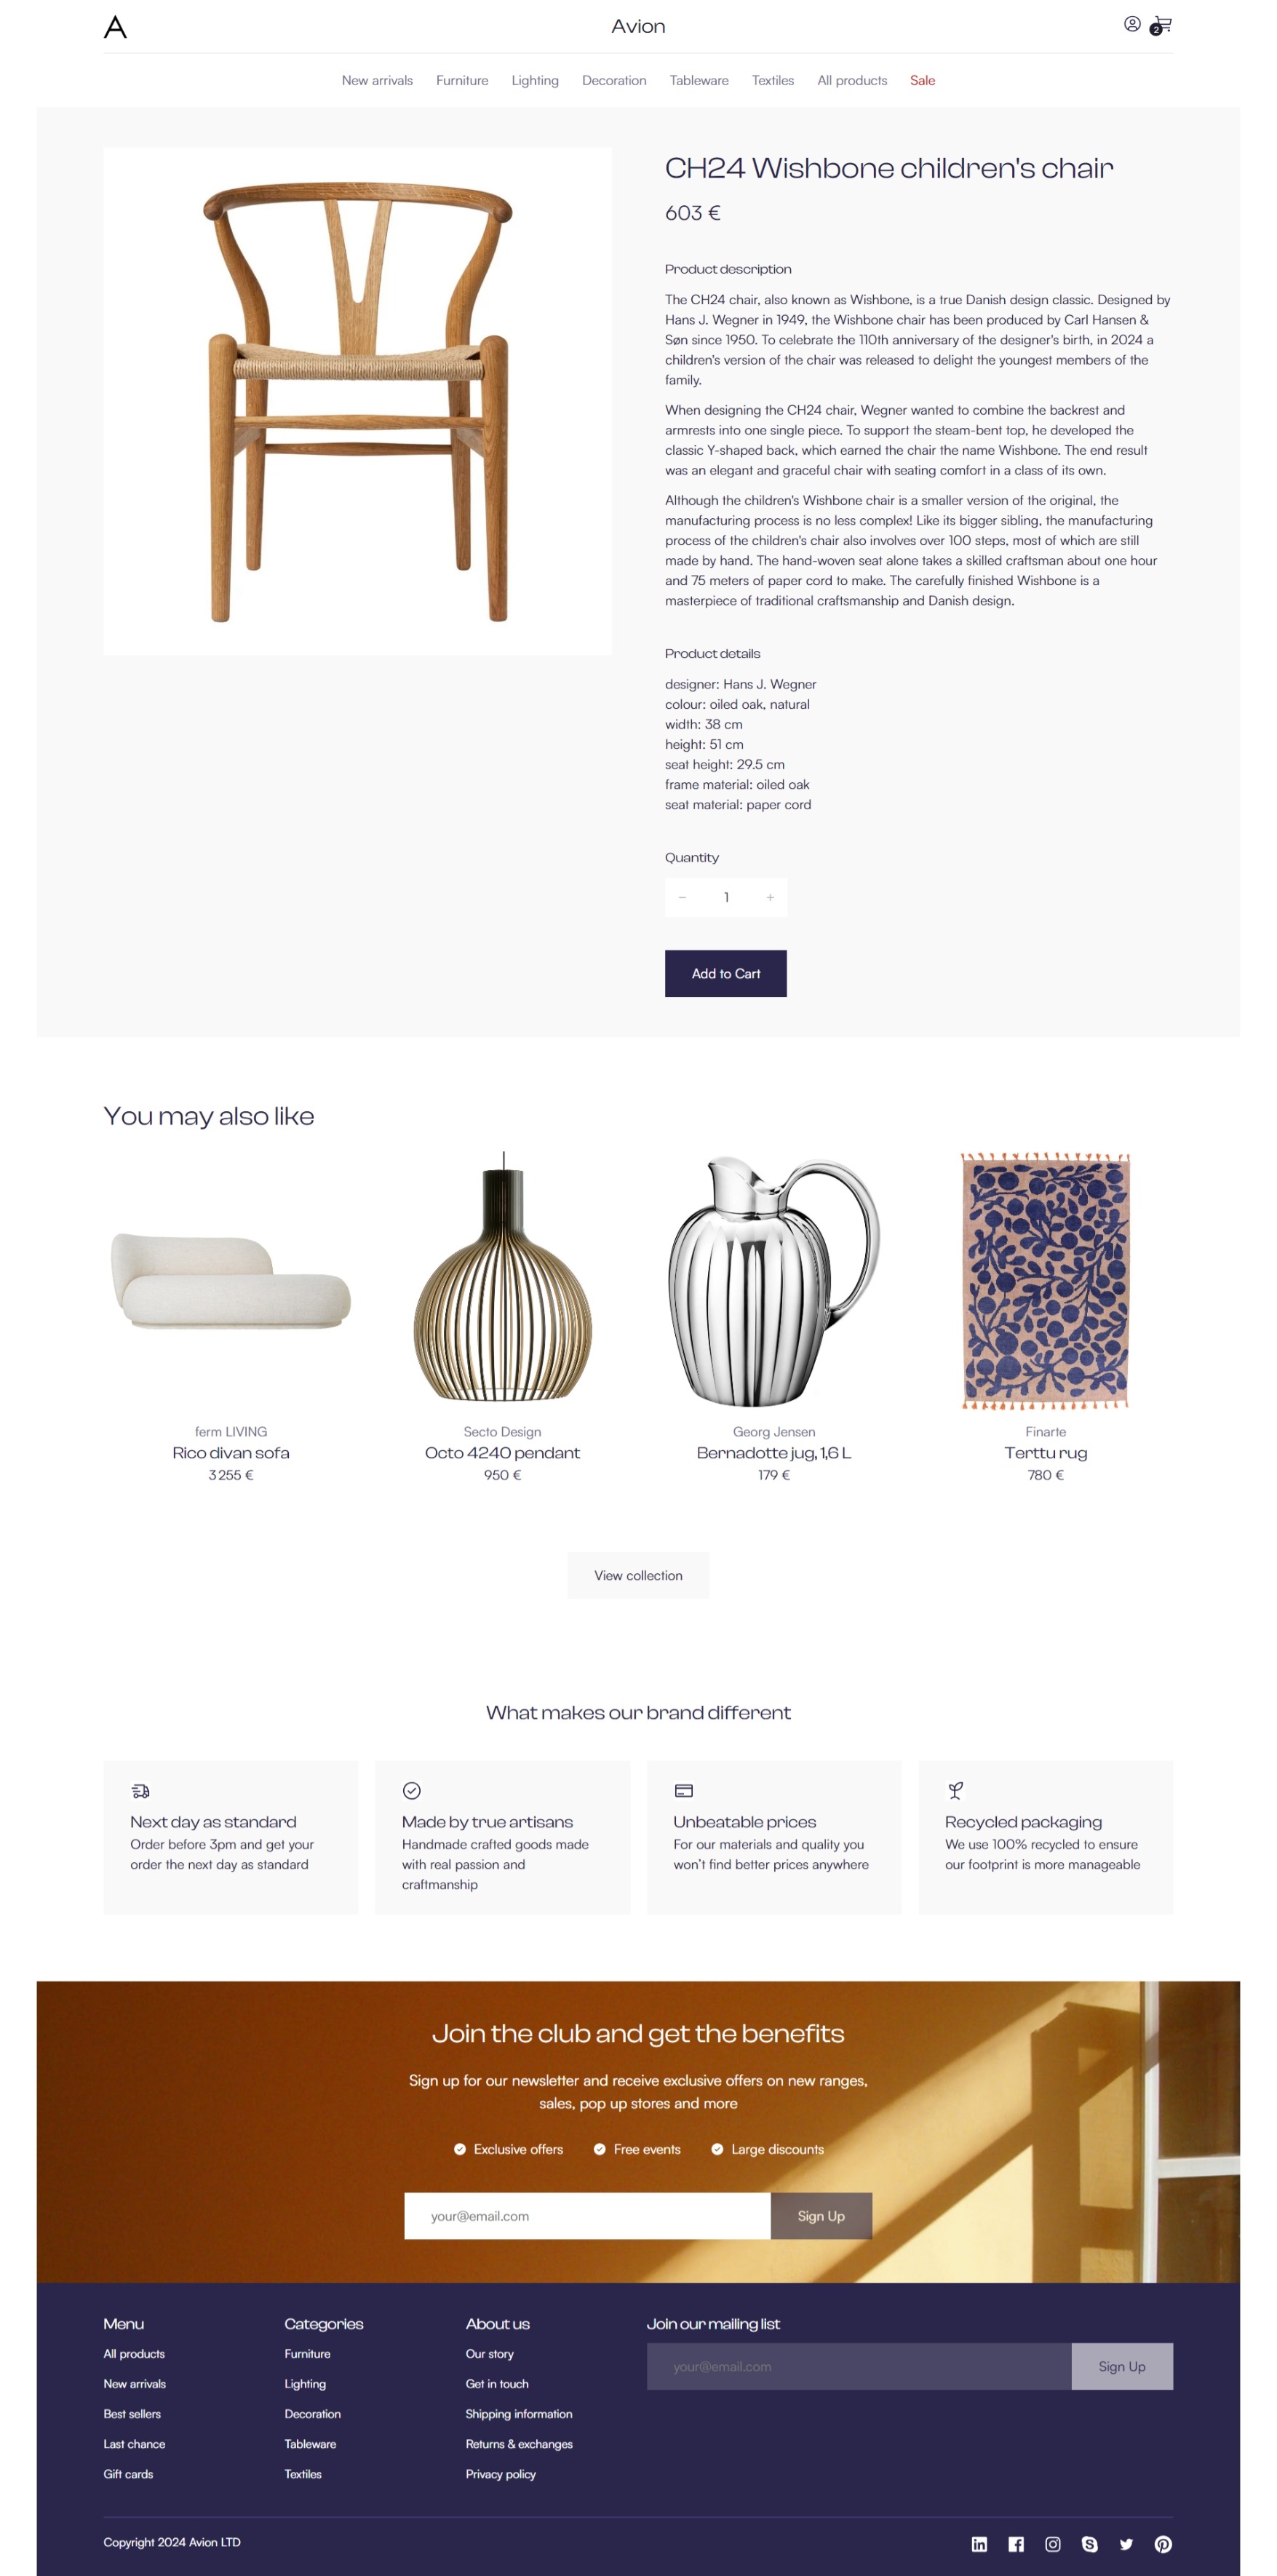 A
Avion
2
New arrivals Furniture Lighting Decoration Tableware Textiles All products Sale
CH24 Wishbone children's chair
603 €
Product description
The CH24 chair, also known as Wishbone, is a true Danish design classic. Designed by
Hans J. Wegner in 1949, the Wishbone chair has been produced by Carl Hansen &
Søn since 1950. To celebrate the 110th anniversary of the designer's birth, in 2024 a
children's version of the chair was released to delight the youngest members of the
family.
When designing the CH24 chair, Wegner wanted to combine the backrest and
armrests into one single piece. To support the steam-bent top, he developed the
classic Y-shaped back, which earned the chair the name Wishbone. The end result
was an elegant and graceful chair with seating comfort in a class of its own.
Although the children's Wishbone chair is a smaller version of the original, the
manufacturing process is no less complex! Like its bigger sibling, the manufacturing
process of the children's chair also involves over 100 steps, most of which are still
made by hand. The hand-woven seat alone takes a skilled craftsman about one hour
and 75 meters of paper cord to make. The carefully finished Wishbone is a
masterpiece of traditional craftsmanship and Danish design.
Product details
designer: Hans J. Wegner
colour: oiled oak, natural
width: 38 cm
height: 51 cm
seat height: 29.5 cm
frame material: oiled oak
seat material: paper cord
Quantity
− 1 +
Add to Cart
You may also like
ferm LIVING
Rico divan sofa
3 255 €
Secto Design
Octo 4240 pendant
950 €
Georg Jensen
Bernadotte jug, 1,6 L
179 €
Finarte
Terttu rug
780 €
View collection
What makes our brand different
Next day as standard
Order before 3pm and get your
order the next day as standard
Made by true artisans
Handmade crafted goods made
with real passion and
craftmanship
Unbeatable prices
For our materials and quality you
won't find better prices anywhere
Recycled packaging
We use 100% recycled to ensure
our footprint is more manageable
Join the club and get the benefits
Sign up for our newsletter and receive exclusive offers on new ranges,
sales, pop up stores and more
Exclusive offers Free events Large discounts
your@email.com Sign Up
Menu
All products
New arrivals
Best sellers
Last chance
Gift cards
Categories
Furniture
Lighting
Decoration
Tableware
Textiles
About us
Our story
Get in touch
Shipping information
Returns & exchanges
Privacy policy
Join our mailing list
your@email.com Sign Up
Copyright 2024 Avion LTD